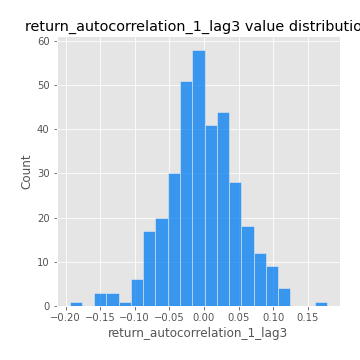 return_autocorrelation_1_lag3 value distributio
60
50
40
30
20
10
0
Count
−0.20 −0.15 −0.10 −0.05 0.00 0.05 0.10 0.15
return_autocorrelation_1_lag3